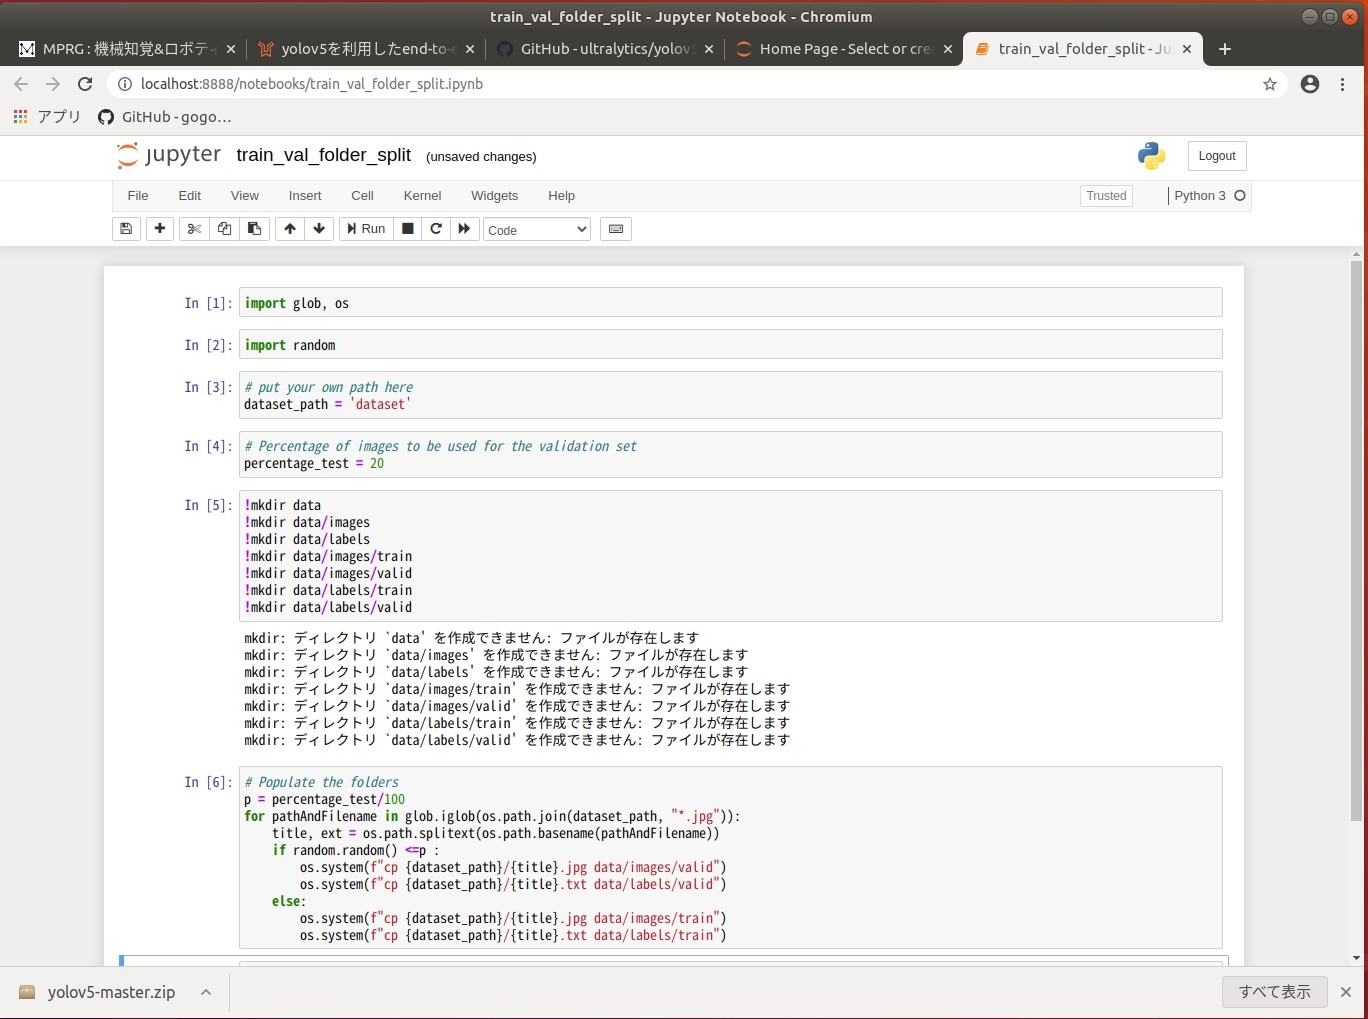 train_val_folder_split - Jupyter Notebook - Chromium
MPRG : 機械知覚&ロボティ
yolov5を利用したend-to-e
GitHub - ultralytics/yolov5
Home Page - Select or crea
train_val_folder_split - Ju
localhost:8888/notebooks/train_val_folder_split.ipynb
アプリ GitHub - gogo...
jupyter train_val_folder_split (unsaved changes) Logout
File Edit View Insert Cell Kernel Widgets Help Trusted Python 3
Run Code
In [1]: import glob, os
In [2]: import random
In [3]: # put your own path here
dataset_path = 'dataset'
In [4]: # Percentage of images to be used for the validation set
percentage_test = 20
In [5]: !mkdir data
!mkdir data/images
!mkdir data/labels
!mkdir data/images/train
!mkdir data/images/valid
!mkdir data/labels/train
!mkdir data/labels/valid
mkdir: ディレクトリ `data' を作成できません: ファイルが存在します
mkdir: ディレクトリ `data/images' を作成できません: ファイルが存在します
mkdir: ディレクトリ `data/labels' を作成できません: ファイルが存在します
mkdir: ディレクトリ `data/images/train' を作成できません: ファイルが存在します
mkdir: ディレクトリ `data/images/valid' を作成できません: ファイルが存在します
mkdir: ディレクトリ `data/labels/train' を作成できません: ファイルが存在します
mkdir: ディレクトリ `data/labels/valid' を作成できません: ファイルが存在します
In [6]: # Populate the folders
p = percentage_test/100
for pathAndFilename in glob.iglob(os.path.join(dataset_path, "*.jpg")):
    title, ext = os.path.splitext(os.path.basename(pathAndFilename))
    if random.random() <=p :
        os.system(f"cp {dataset_path}/{title}.jpg data/images/valid")
        os.system(f"cp {dataset_path}/{title}.txt data/labels/valid")
    else:
        os.system(f"cp {dataset_path}/{title}.jpg data/images/train")
        os.system(f"cp {dataset_path}/{title}.txt data/labels/train")
yolov5-master.zip すべて表示